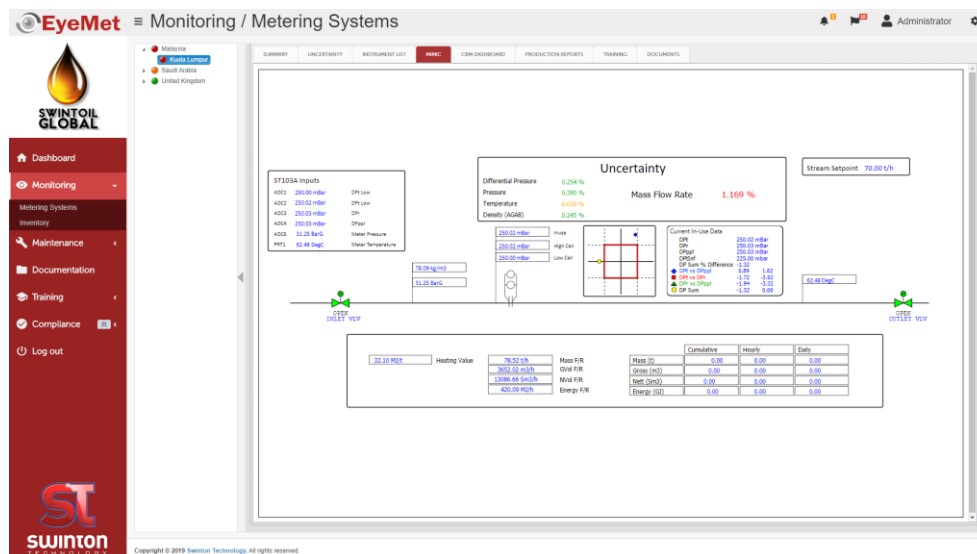 EyeMet
≡ Monitoring / Metering Systems
Administrator
SWINTOIL
GLOBAL
Dashboard
Monitoring
Metering Systems
Inventory
Maintenance
Documentation
Training
Compliance
Log out
ST
swinton
TECHNOLOGY
Malaysia
Kuala Lumpur
Saudi Arabia
United Kingdom
SUMMARY UNCERTAINTY INSTRUMENT LIST MIMIC CBM DASHBOARD PRODUCTION REPORTS TRAINING DOCUMENTS
ST103A Inputs
ADC1 250.00 mBar DPt Low
ADC2 250.02 mBar DPt Low
ADC3 250.03 mBar DPr
ADC4 250.03 mBar DPppl
ADC5 51.25 BarG Meter Pressure
PRT1 62.48 DegC Meter Temperature
Uncertainty
Differential Pressure 0.254 %
Pressure 0.390 %
Temperature 0.636 %
Density (AGA8) 0.245 %
Mass Flow Rate 1.169 %
Stream Setpoint 70.00 t/h
250.02 mBar Inuse
250.02 mBar High Cell
250.00 mBar Low Cell
Current In-Use Data
DPt 250.02 mBar
DPr 250.03 mBar
DPppl 250.03 mBar
225.00 mbar
DP Sum % Difference -1.32
DPt vs DPppl 0.89 1.62
DPt vs DPr -1.72 -3.62
DPr vs DPppl -1.94 -3.32
DP Sum -1.32 0.00
78.09 kg/m3
51.25 BarG
62.48 DegC
OPEN
INLET VLV
OPEN
OUTLET VLV
32.10 MJ/t Heating Value
78.52 t/h Mass F/R
3652.02 m3/h GVol F/R
13086.66 Sm3/h NVol F/R
420.09 MJ/h Energy F/R
Cumulative Hourly Daily
Mass (t) 0.00 0.00 0.00
Gross (m3) 0.00 0.00 0.00
Nett (Sm3) 0.00 0.00 0.00
Energy (GJ) 0.00 0.00 0.00
Copyright © 2019 Swinton Technology. All rights reserved.